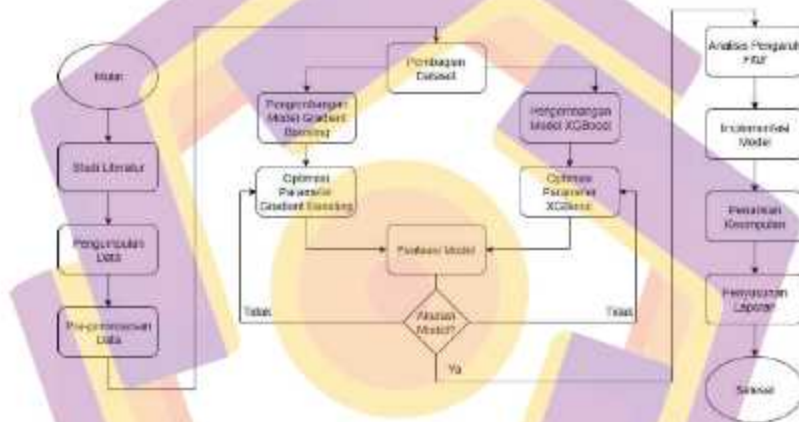 Mulai
Studi Literatur
Pengumpulan
Data
Pra-pemrosesan
Data
Pembagian
Dataset
Pengembangan
Model Gradient
Boosting
Pengembangan
Model XGBoost
Optimasi
Parameter
Gradient Boosting
Optimasi
Parameter
XGBoost
Evaluasi Model
Akurasi
Model?
Tidak
Tidak
Ya
Analisis Pengaruh
Fitur
Implementasi
Model
Penarikan
Kesimpulan
Penyusunan
Laporan
Selesai